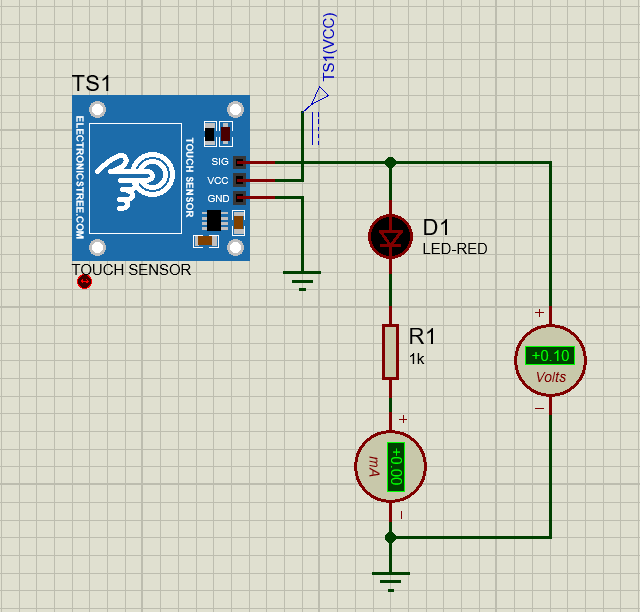 TS1(VCC)
TS1
ELECTRONICSTREE.COM
TOUCH SENSOR
SIG
VCC
GND
TOUCH SENSOR
D1
LED-RED
R1
1k
+
+0.10
Volts
−
+
+0.00
mA
−